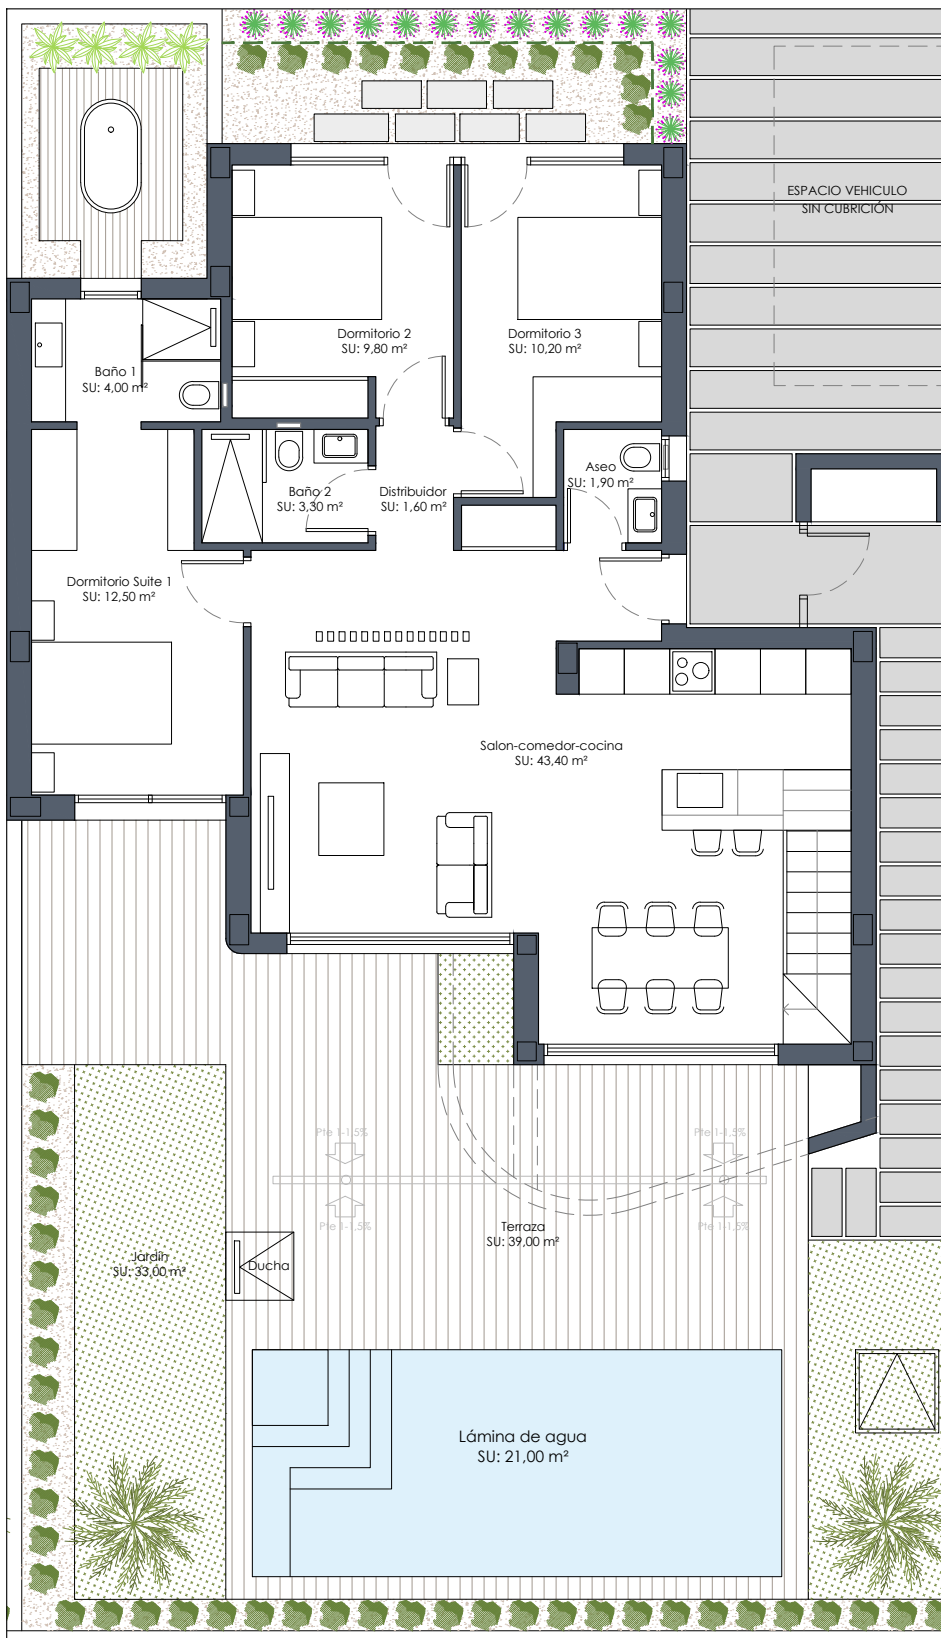 ESPACIO VEHICULO
SIN CUBRICIÓN
Dormitorio 2
SU: 9,80 m²
Dormitorio 3
SU: 10,20 m²
Baño 1
SU: 4,00 m²
Aseo
SU: 1,90 m²
Baño 2
SU: 3,30 m²
Distribuidor
SU: 1,60 m²
Dormitorio Suite 1
SU: 12,50 m²
Salon-comedor-cocina
SU: 43,40 m²
Pte 1-1,5%
Pte 1-1,5%
Pte 1-1,5%
Pte 1-1,5%
Terraza
SU: 39,00 m²
Jardín
SU: 33,00 m²
Ducha
Lámina de agua
SU: 21,00 m²